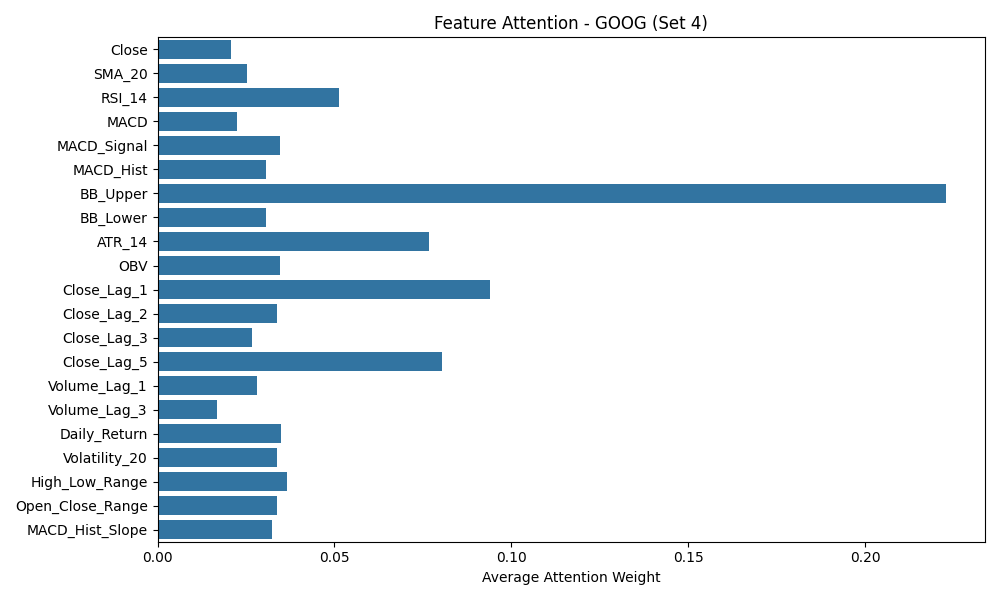 Feature Attention - GOOG (Set 4)
Close
SMA_20
RSI_14
MACD
MACD_Signal
MACD_Hist
BB_Upper
BB_Lower
ATR_14
OBV
Close_Lag_1
Close_Lag_2
Close_Lag_3
Close_Lag_5
Volume_Lag_1
Volume_Lag_3
Daily_Return
Volatility_20
High_Low_Range
Open_Close_Range
MACD_Hist_Slope
0.00 0.05 0.10 0.15 0.20
Average Attention Weight